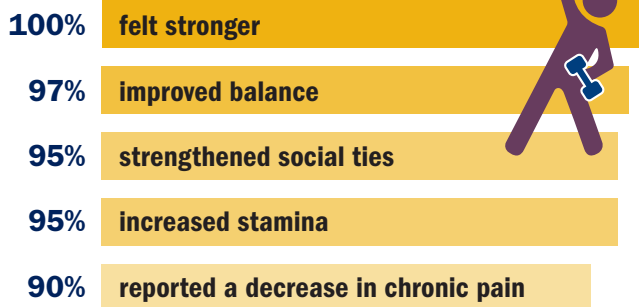 100% felt stronger
97% improved balance
95% strengthened social ties
95% increased stamina
90% reported a decrease in chronic pain